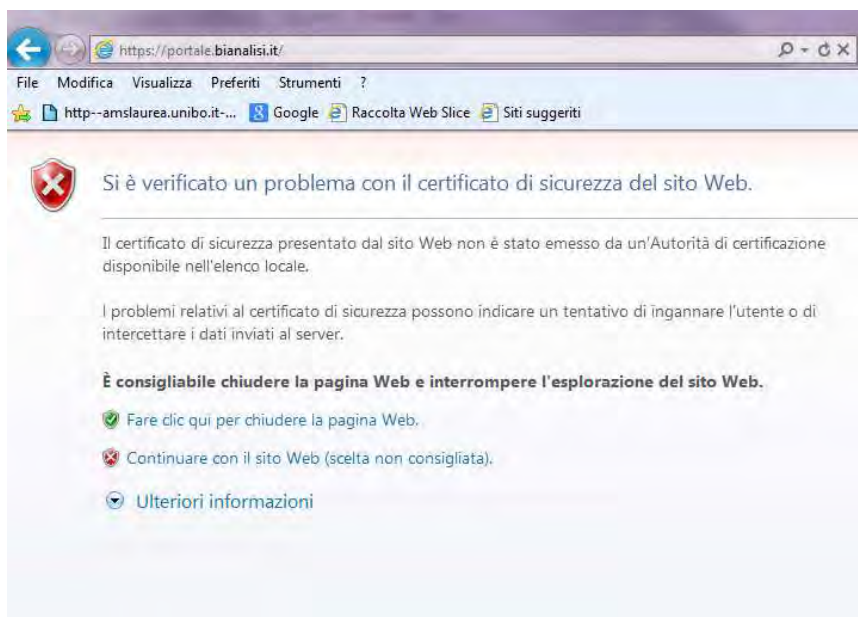 https://portale.bianalisi.it/
File Modifica Visualizza Preferiti Strumenti ?
http--amslaurea.unibo.it-... Google Raccolta Web Slice Siti suggeriti
Si è verificato un problema con il certificato di sicurezza del sito Web.
Il certificato di sicurezza presentato dal sito Web non è stato emesso da un'Autorità di certificazione
disponibile nell'elenco locale.
I problemi relativi al certificato di sicurezza possono indicare un tentativo di ingannare l'utente o di
intercettare i dati inviati al server.
È consigliabile chiudere la pagina Web e interrompere l'esplorazione del sito Web.
Fare clic qui per chiudere la pagina Web.
Continuare con il sito Web (scelta non consigliata).
Ulteriori informazioni